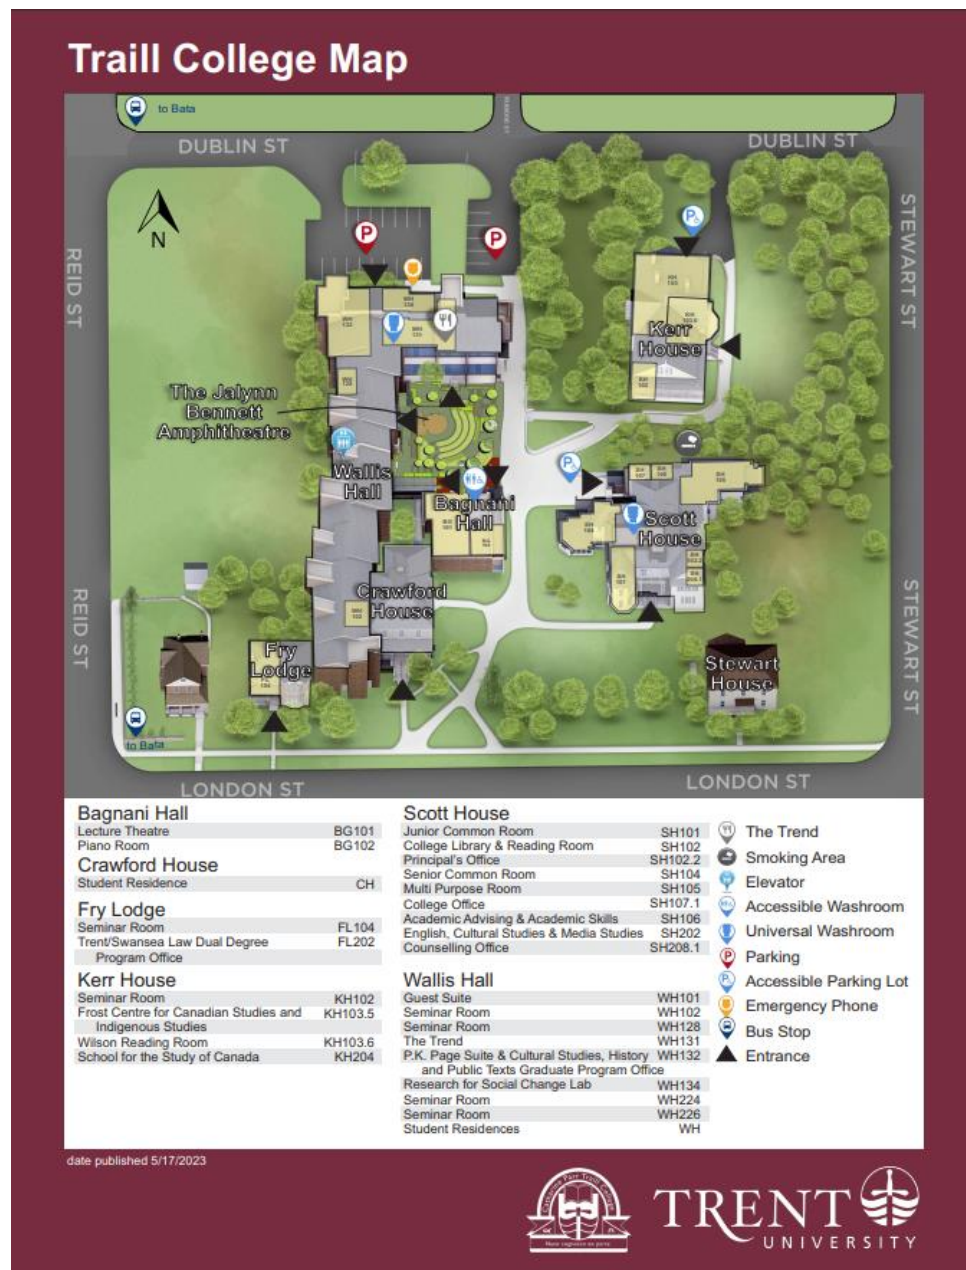 Traill College Map
to Bata
DUBLIN ST
DUBLIN ST
N
P
P
P
REID ST
STEWART ST
Kerr
House
The Jalynn
Bennett
Amphitheatre
Wallis
Hall
P
Bagnani
Hall
Scott
House
REID ST
Crawford
House
STEWART ST
Fry
Lodge
Stewart
House
to Bata
LONDON ST
LONDON ST
Bagnani Hall
Lecture Theatre BG101
Piano Room BG102
Crawford House
Student Residence CH
Fry Lodge
Seminar Room FL104
Trent/Swansea Law Dual Degree FL202
Program Office
Kerr House
Seminar Room KH102
Frost Centre for Canadian Studies and KH103.5
Indigenous Studies
Wilson Reading Room KH103.6
School for the Study of Canada KH204
Scott House
Junior Common Room SH101
College Library & Reading Room SH102
Principal's Office SH102.2
Senior Common Room SH104
Multi Purpose Room SH105
College Office SH107.1
Academic Advising & Academic Skills SH106
English, Cultural Studies & Media Studies SH202
Counselling Office SH208.1
Wallis Hall
Guest Suite WH101
Seminar Room WH102
Seminar Room WH128
The Trend WH131
P.K. Page Suite & Cultural Studies, History WH132
and Public Texts Graduate Program Office
Research for Social Change Lab WH134
Seminar Room WH224
Seminar Room WH226
Student Residences WH
The Trend
Smoking Area
Elevator
Accessible Washroom
Universal Washroom
P Parking
P Accessible Parking Lot
Emergency Phone
Bus Stop
Entrance
date published 5/17/2023
TRENT
UNIVERSITY